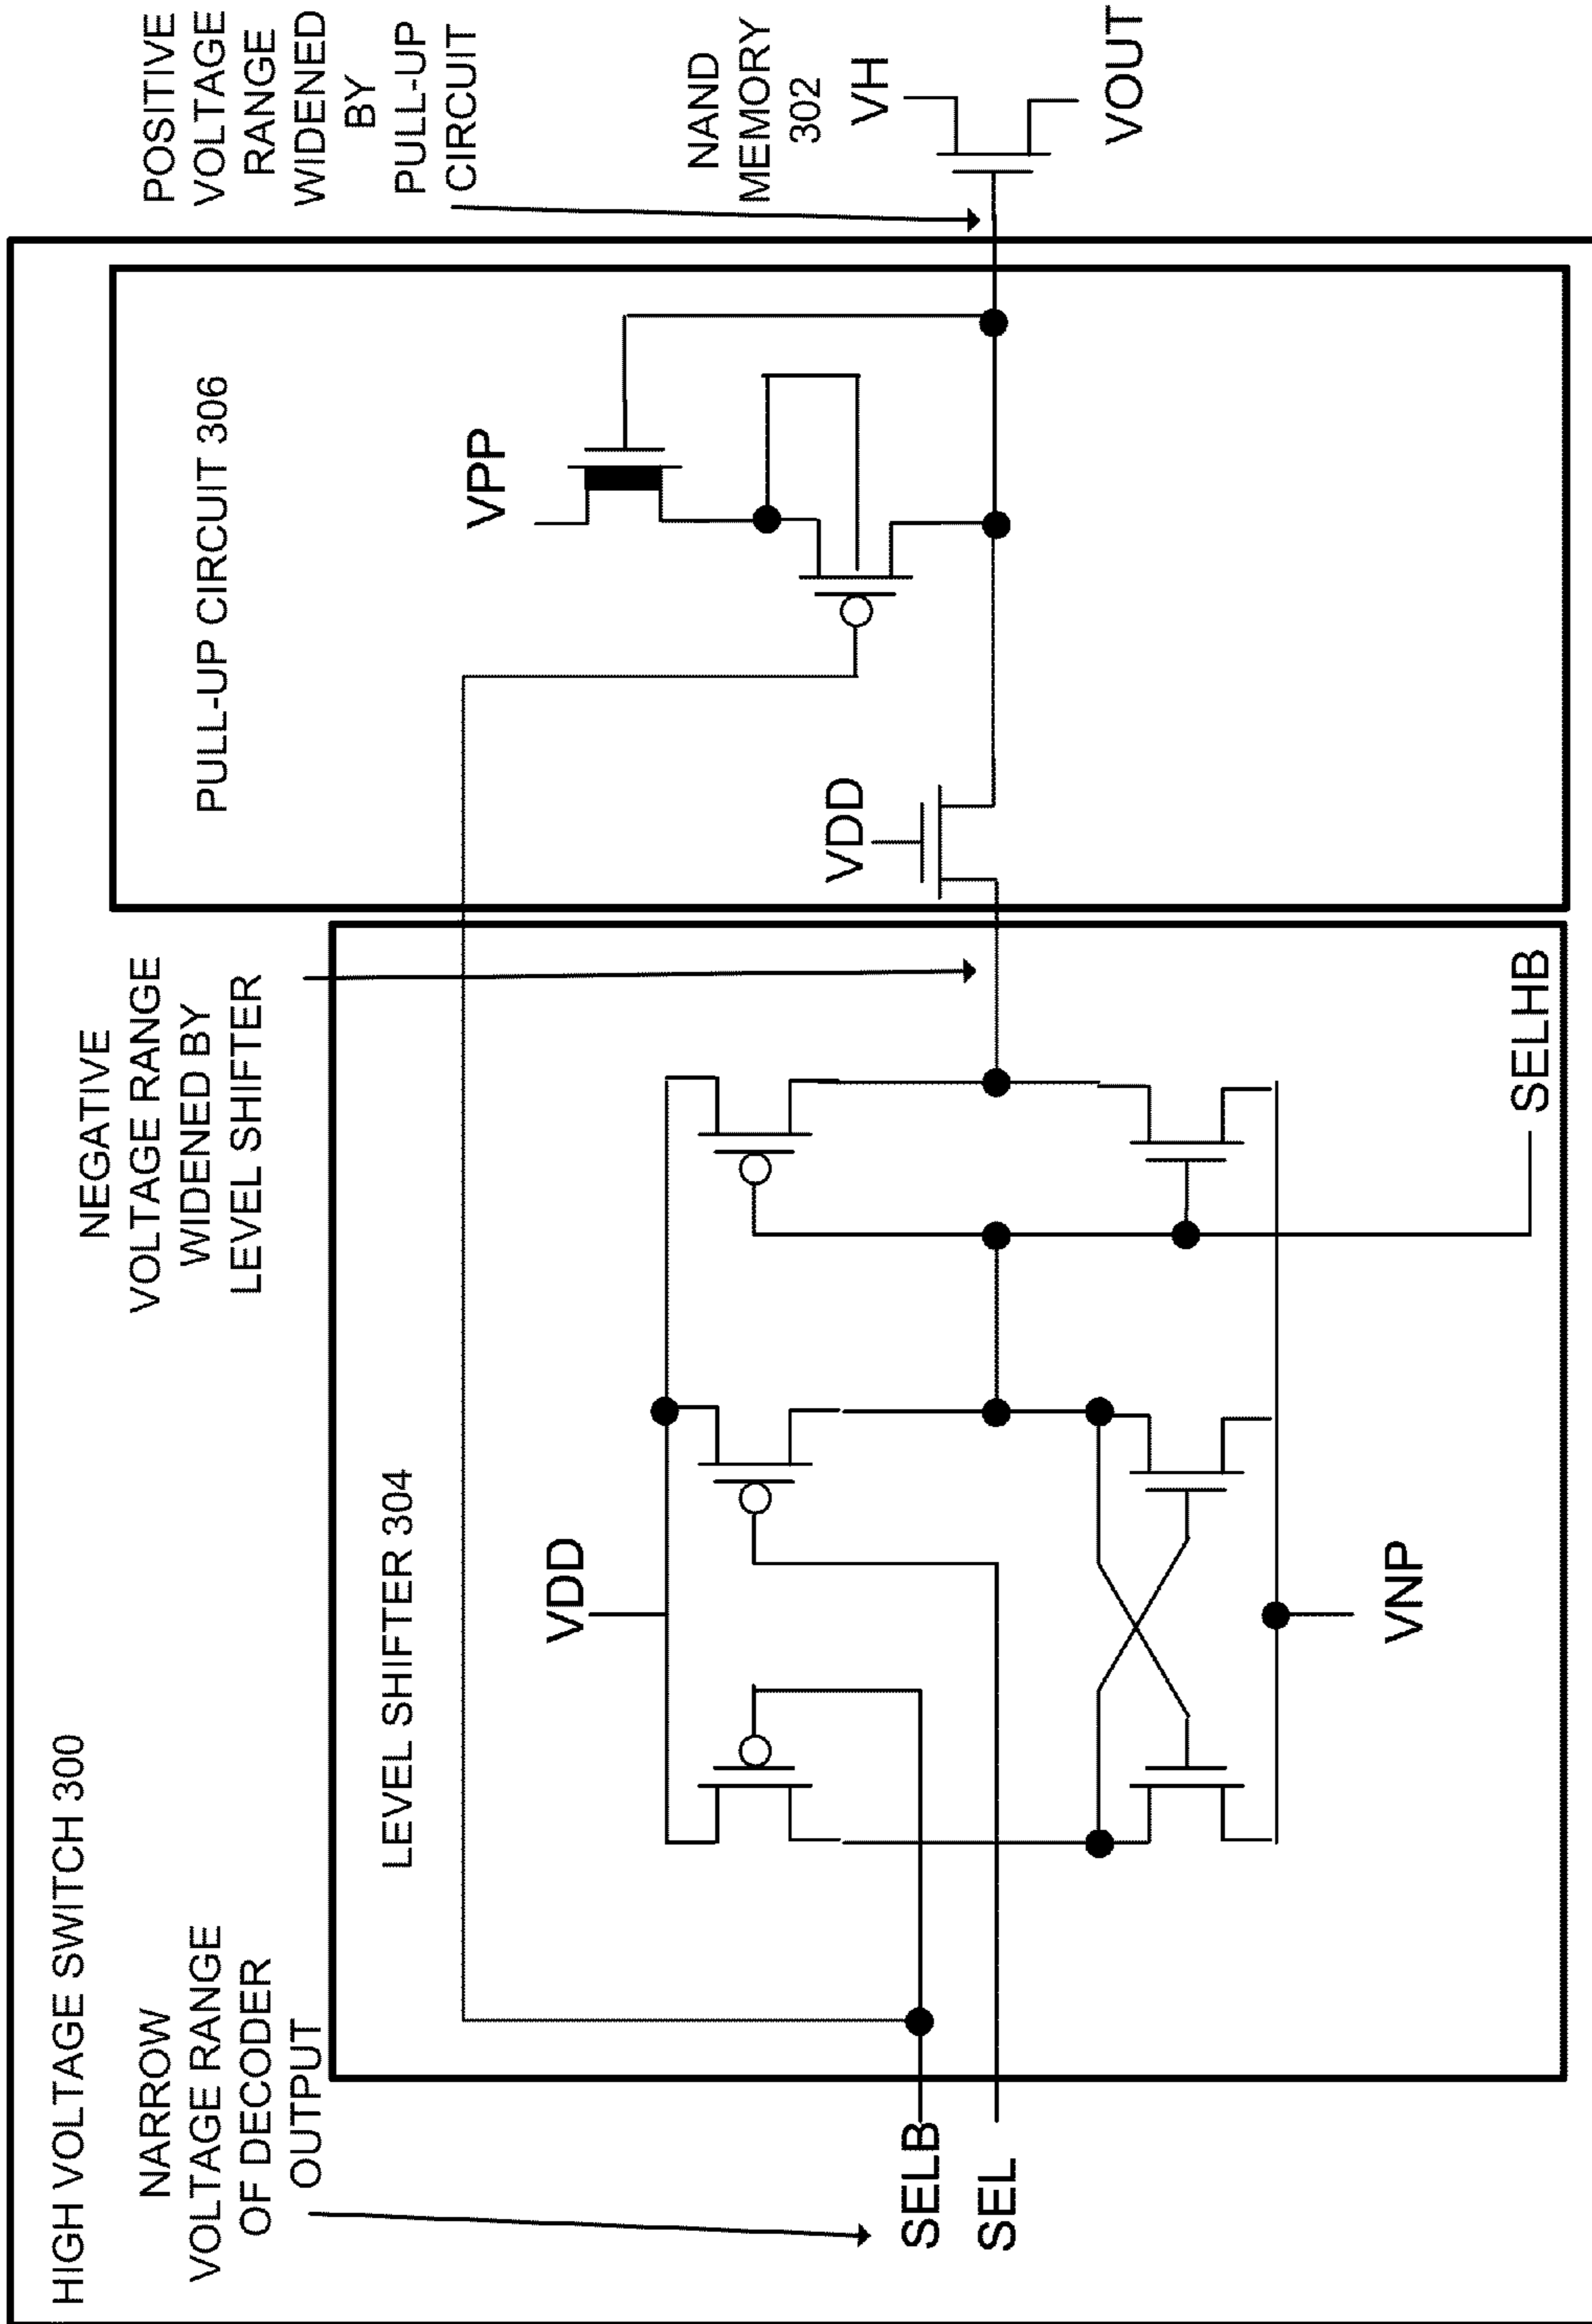 HIGH VOLTAGE SWITCH 300
NARROW
VOLTAGE RANGE
OF DECODER
OUTPUT
NEGATIVE
VOLTAGE RANGE
WIDENED BY
LEVEL SHIFTER
POSITIVE
VOLTAGE
RANGE
WIDENED
BY
PULL-UP
CIRCUIT
LEVEL SHIFTER 304
PULL-UP CIRCUIT 306
VDD
VPP
VDD
NAND
MEMORY
302
VH
VOUT
SELB
SEL
VNP
SELHB